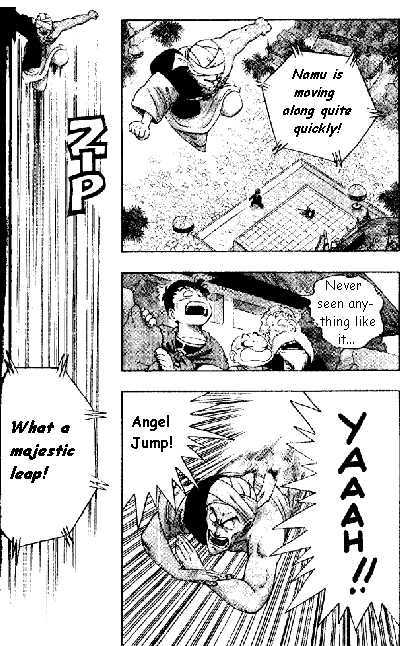 Namu is
moving
along quite
quickly!
ZIP
Never
seen any-
thing like
it...
What a
majestic
leap!
YAAAH!!
Angel
Jump!